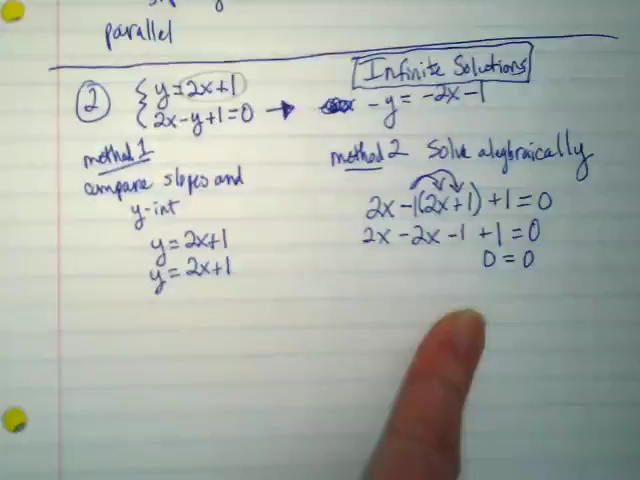 parallel
Infinite Solutions
2 { y = 2x+1
2x-y+1=0 → -y = -2x-1
method 1
compare slopes and
y-int
y = 2x+1
y = 2x+1
method 2 Solve algybraically
2x -1(2x+1) +1 = 0
2x - 2x - 1 + 1 = 0
0 = 0